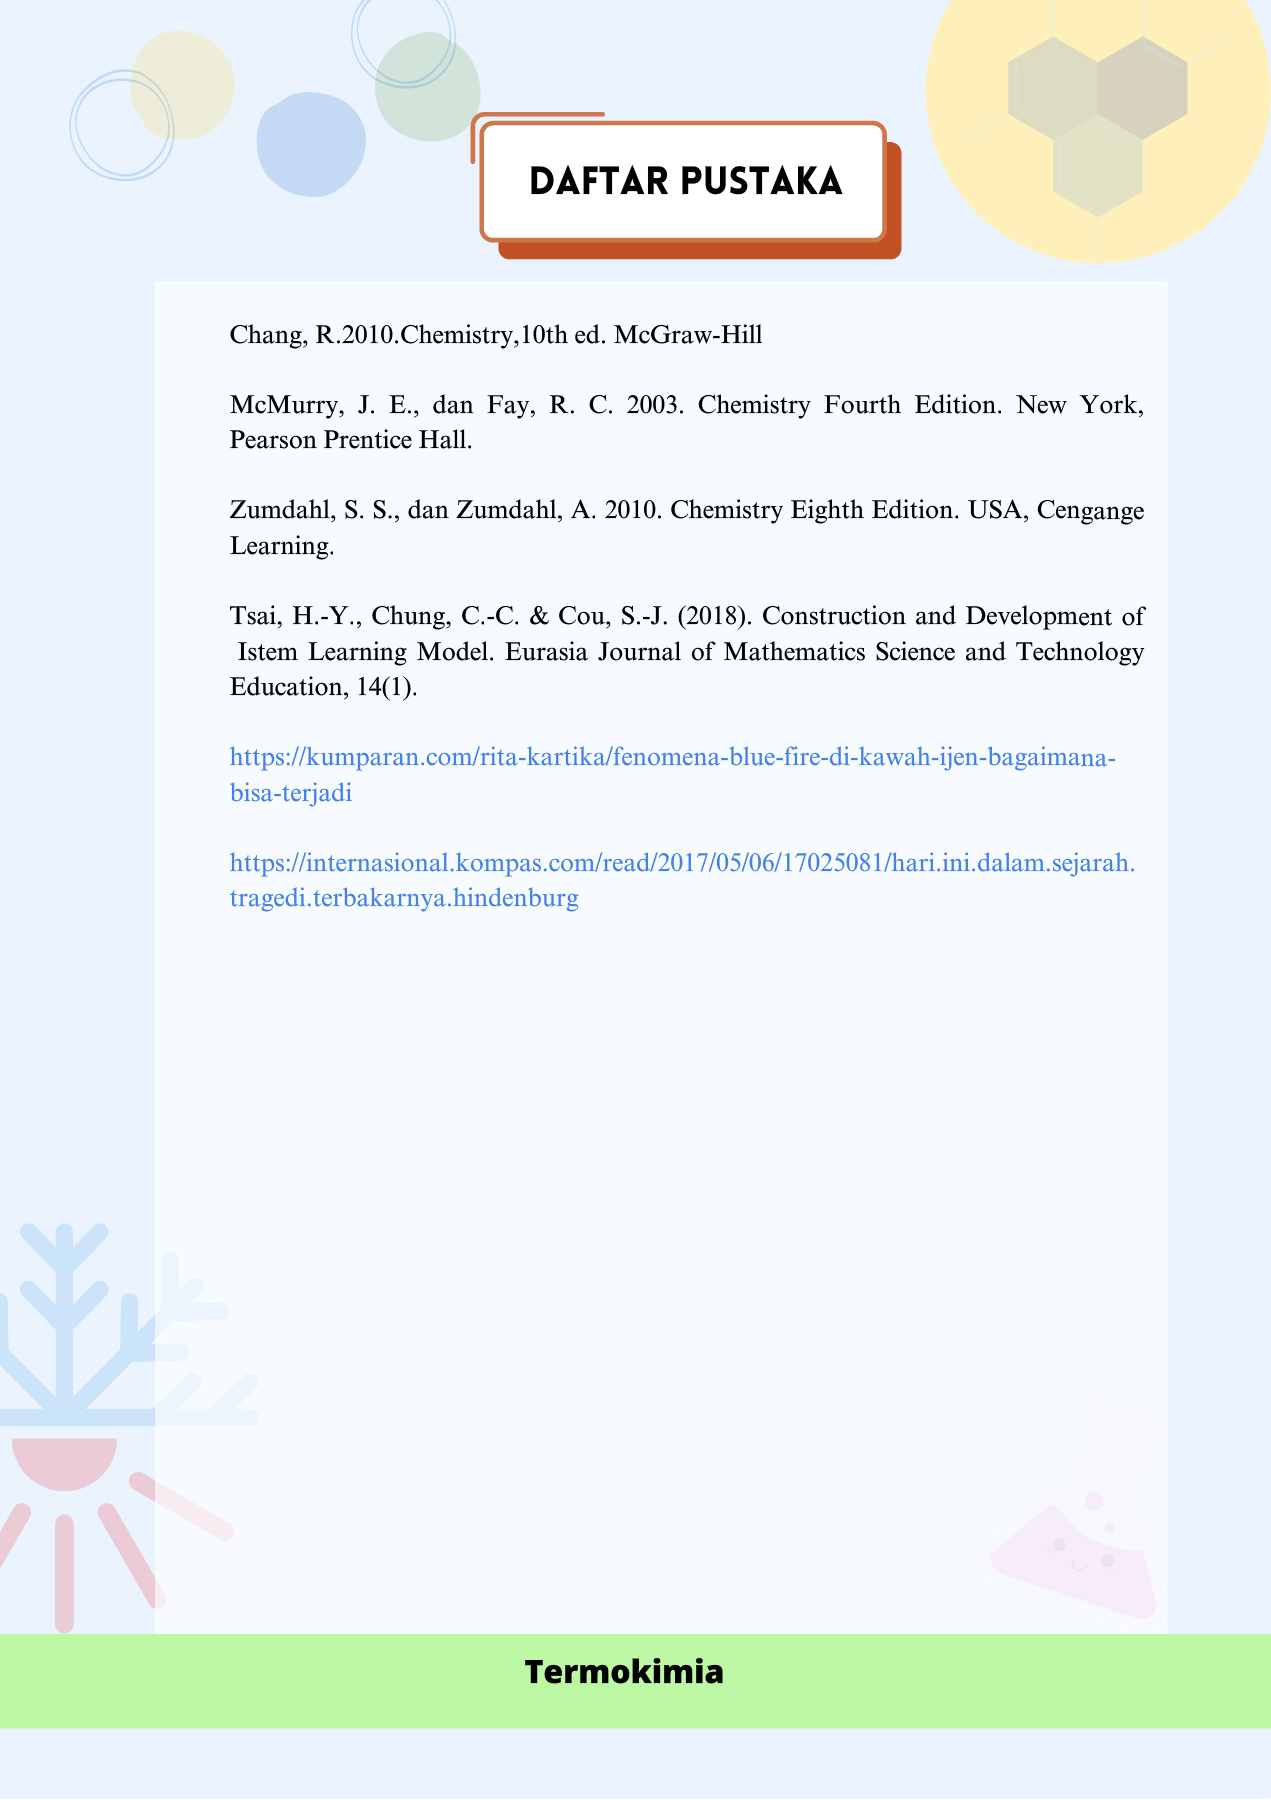 DAFTAR PUSTAKA
Chang, R.2010.Chemistry,10th ed. McGraw-Hill
McMurry, J. E., dan Fay, R. C. 2003. Chemistry Fourth Edition. New York,
Pearson Prentice Hall.
Zumdahl, S. S., dan Zumdahl, A. 2010. Chemistry Eighth Edition. USA, Cengange
Learning.
Tsai, H.-Y., Chung, C.-C. & Cou, S.-J. (2018). Construction and Development of
Istem Learning Model. Eurasia Journal of Mathematics Science and Technology
Education, 14(1).
https://kumparan.com/rita-kartika/fenomena-blue-fire-di-kawah-ijen-bagaimana-
bisa-terjadi
https://internasional.kompas.com/read/2017/05/06/17025081/hari.ini.dalam.sejarah.
tragedi.terbakarnya.hindenburg
Termokimia